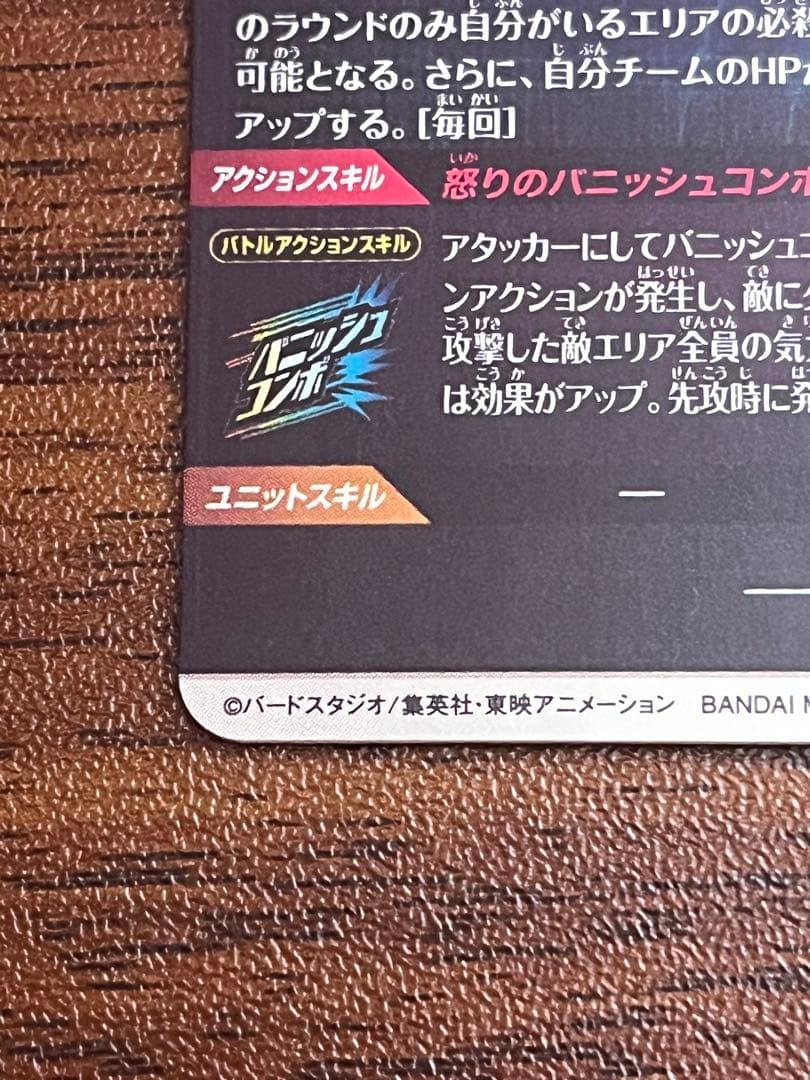 のラウンドのみ自分がいるエリアの必殺
可能となる。さらに、自分チームのHPが
アップする。[毎回]
アクションスキル
怒りのバニッシュコンボ
バトルアクションスキル
バニッシュ
コンボ
アタッカーにしてバニッシュコ
ンアクションが発生し、敵に
攻撃した敵エリア全員の気
は効果がアップ。先攻時に発
ユニットスキル
ー
©バードスタジオ/集英社・東映アニメーション BANDAI